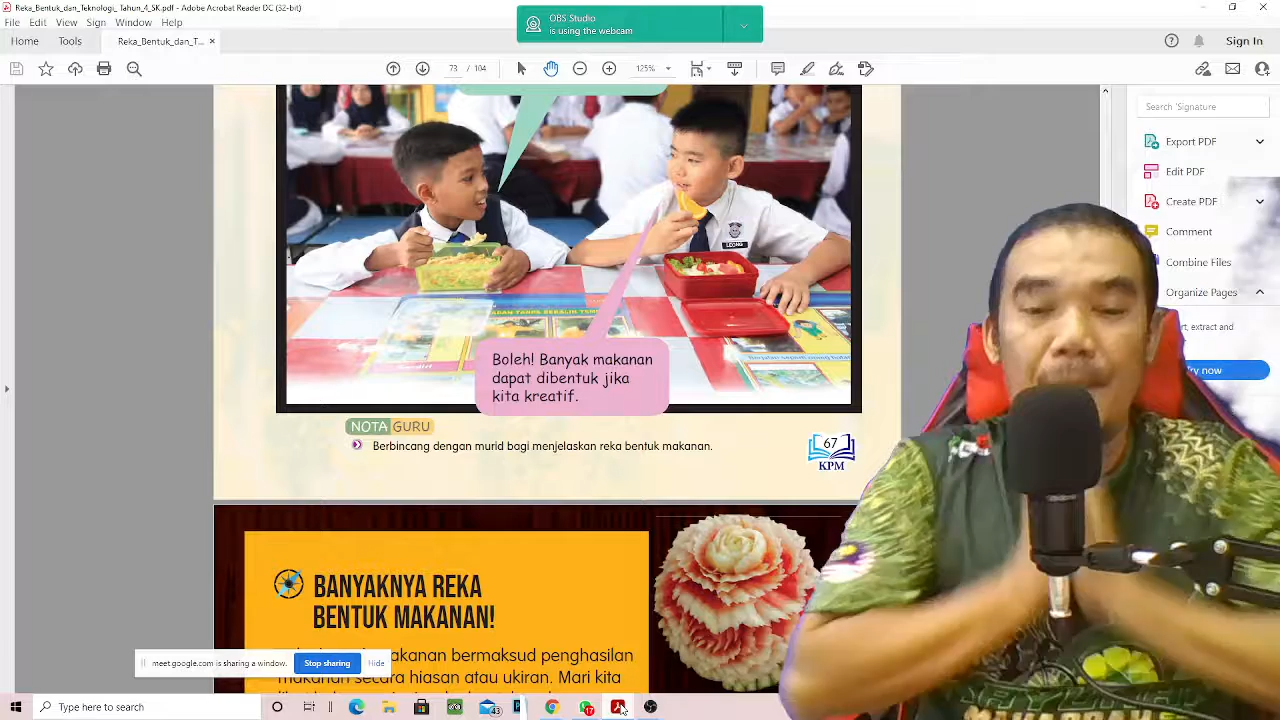 Reka_Bentuk_dan_Teknologi_Tahun_4_SK.pdf - Adobe Acrobat Reader DC (32-bit)
File Edit View Sign Window Help
OBS Studio
is using the webcam
Home Tools Reka_Bentuk_dan_T... Sign In
73 / 104 125%
Search 'Signature
Export PDF
Edit PDF
Create PDF
Comment
Combine Files
Organize Pages
LEONG
Boleh! Banyak makanan
dapat dibentuk jika
kita kreatif.
NOTA GURU
Berbincang dengan murid bagi menjelaskan reka bentuk makanan.
67
KPM
BANYAKNYA REKA
BENTUK MAKANAN!
makanan bermaksud penghasilan
makanan secara hiasan atau ukiran. Mari kita
meet.google.com is sharing a window. Stop sharing Hide
Type here to search
43
17